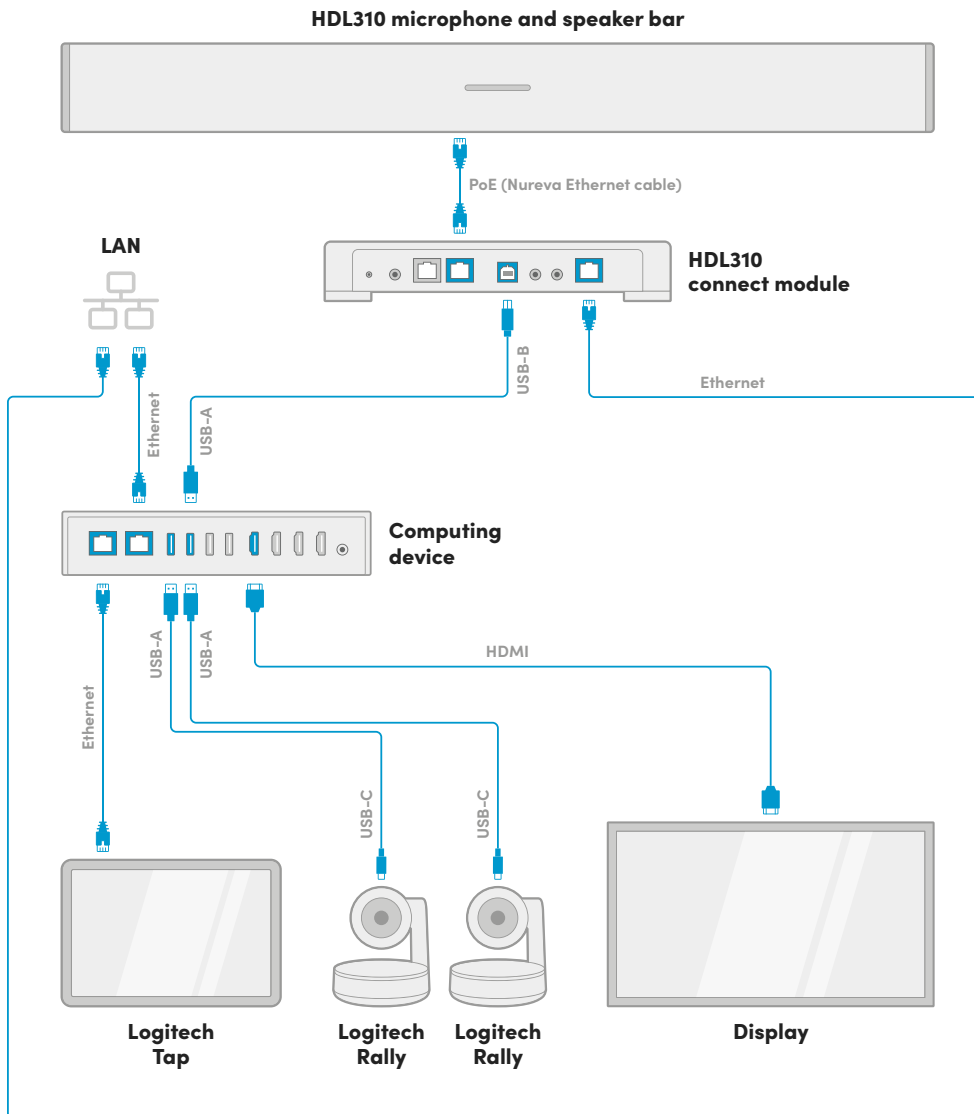 HDL310 microphone and speaker bar
PoE (Nureva Ethernet cable)
LAN
HDL310
connect module
USB-B
Ethernet
Ethernet
USB-A
Computing
device
USB-A
USB-A
HDMI
Ethernet
USB-C
USB-C
Logitech
Tap
Logitech
Rally
Logitech
Rally
Display